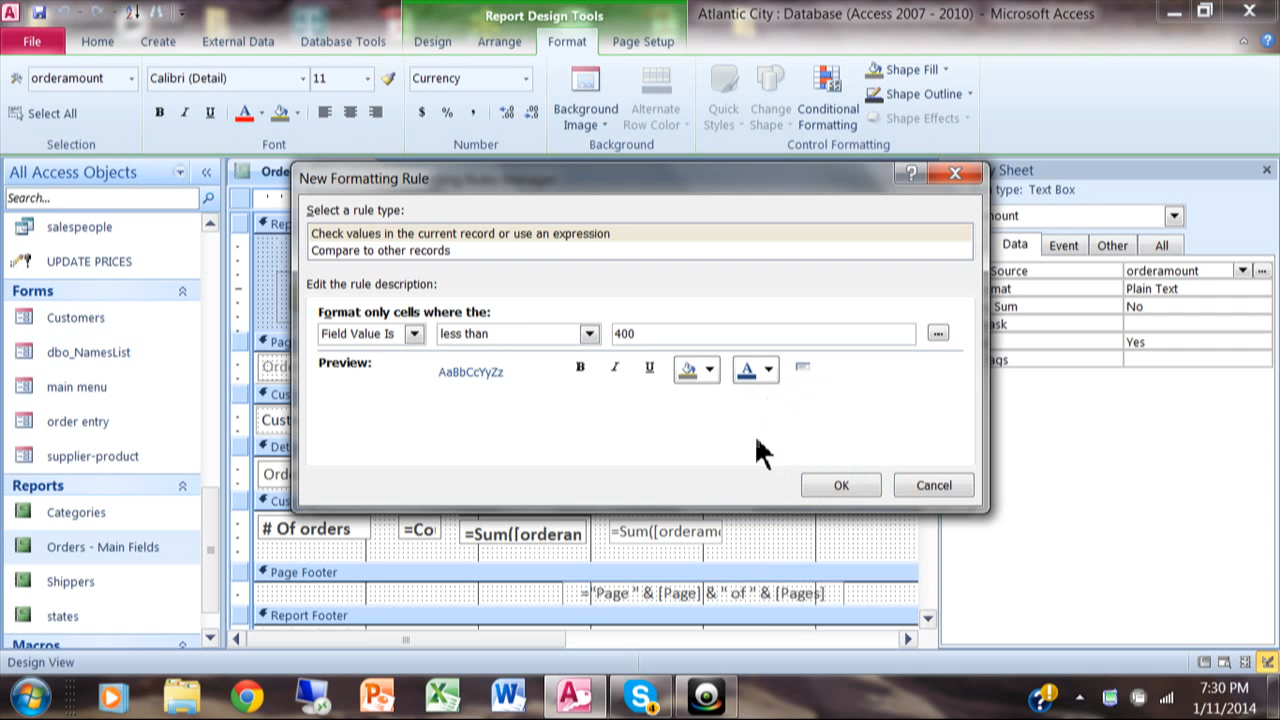 Report Design Tools
Atlantic City : Database (Access 2007 - 2010) - Microsoft Access
File Home Create External Data Database Tools Design Arrange Format Page Setup
orderamount Calibri (Detail) 11 Currency
Select All
B I U A $ % ,
Background Image
Alternate Row Color
Quick Styles
Change Shape
Conditional Formatting
Shape Fill
Shape Outline
Shape Effects
Selection Font Number Background Control Formatting
All Access Objects
Search...
salespeople
UPDATE PRICES
Forms
Customers
dbo_NamesList
main menu
order entry
supplier-product
Reports
Categories
Orders - Main Fields
Shippers
states
Macros
New Formatting Rule
Select a rule type:
Check values in the current record or use an expression
Compare to other records
Edit the rule description:
Format only cells where the:
Field Value Is less than 400 ...
Preview: AaBbCcYyZz B I U A
OK Cancel
Sheet
type: Text Box
Data Event Other All
Source orderamount
Plain Text
Sum No
Yes
# Of orders =Co =Sum([orderan =Sum([orderam
Page Footer
="Page " & [Page] & " of " & [Pages]
Report Footer
Design View
7:30 PM
1/11/2014